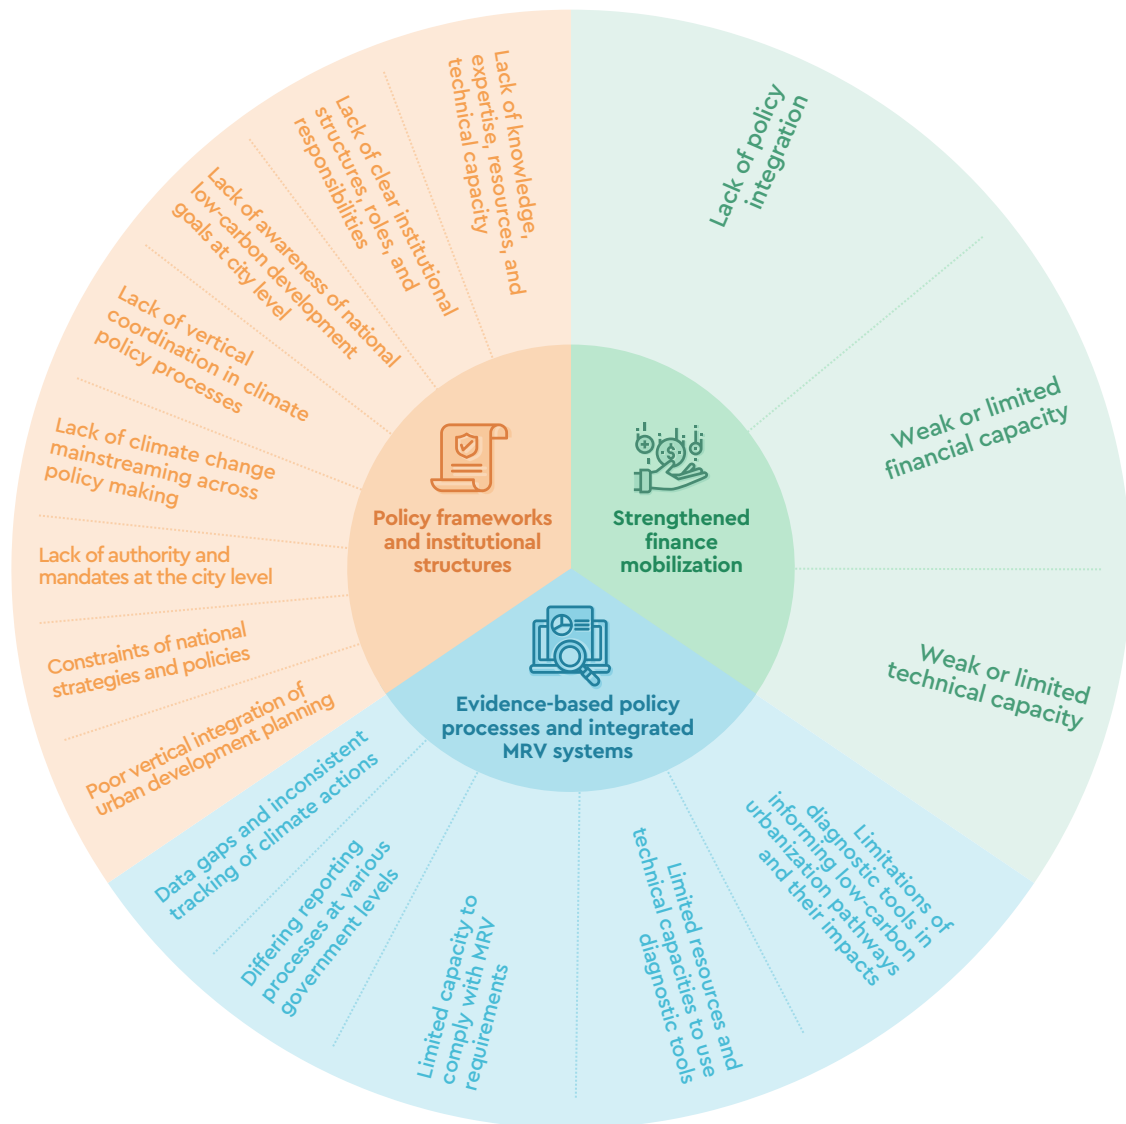 Policy frameworks
and institutional
structures
Lack of knowledge,
expertise, resources, and
technical capacity
Lack of clear institutional
structures, roles, and
responsibilities
Lack of awareness of national
low-carbon development
goals at city level
Lack of vertical
coordination in climate
policy processes
Lack of climate change
mainstreaming across
policy making
Lack of authority and
mandates at the city level
Constraints of national
strategies and policies
Poor vertical integration of
urban development planning
Strengthened
finance
mobilization
Lack of policy
integration
Weak or limited
financial capacity
Weak or limited
technical capacity
Evidence-based policy
processes and integrated
MRV systems
Data gaps and inconsistent
tracking of climate actions
Differing reporting
processes at various
government levels
Limited capacity to
comply with MRV
requirements
Limited resources and
technical capacities to use
diagnostic tools
Limitations of
diagnostic tools in
informing low-carbon
urbanization pathways
and their impacts